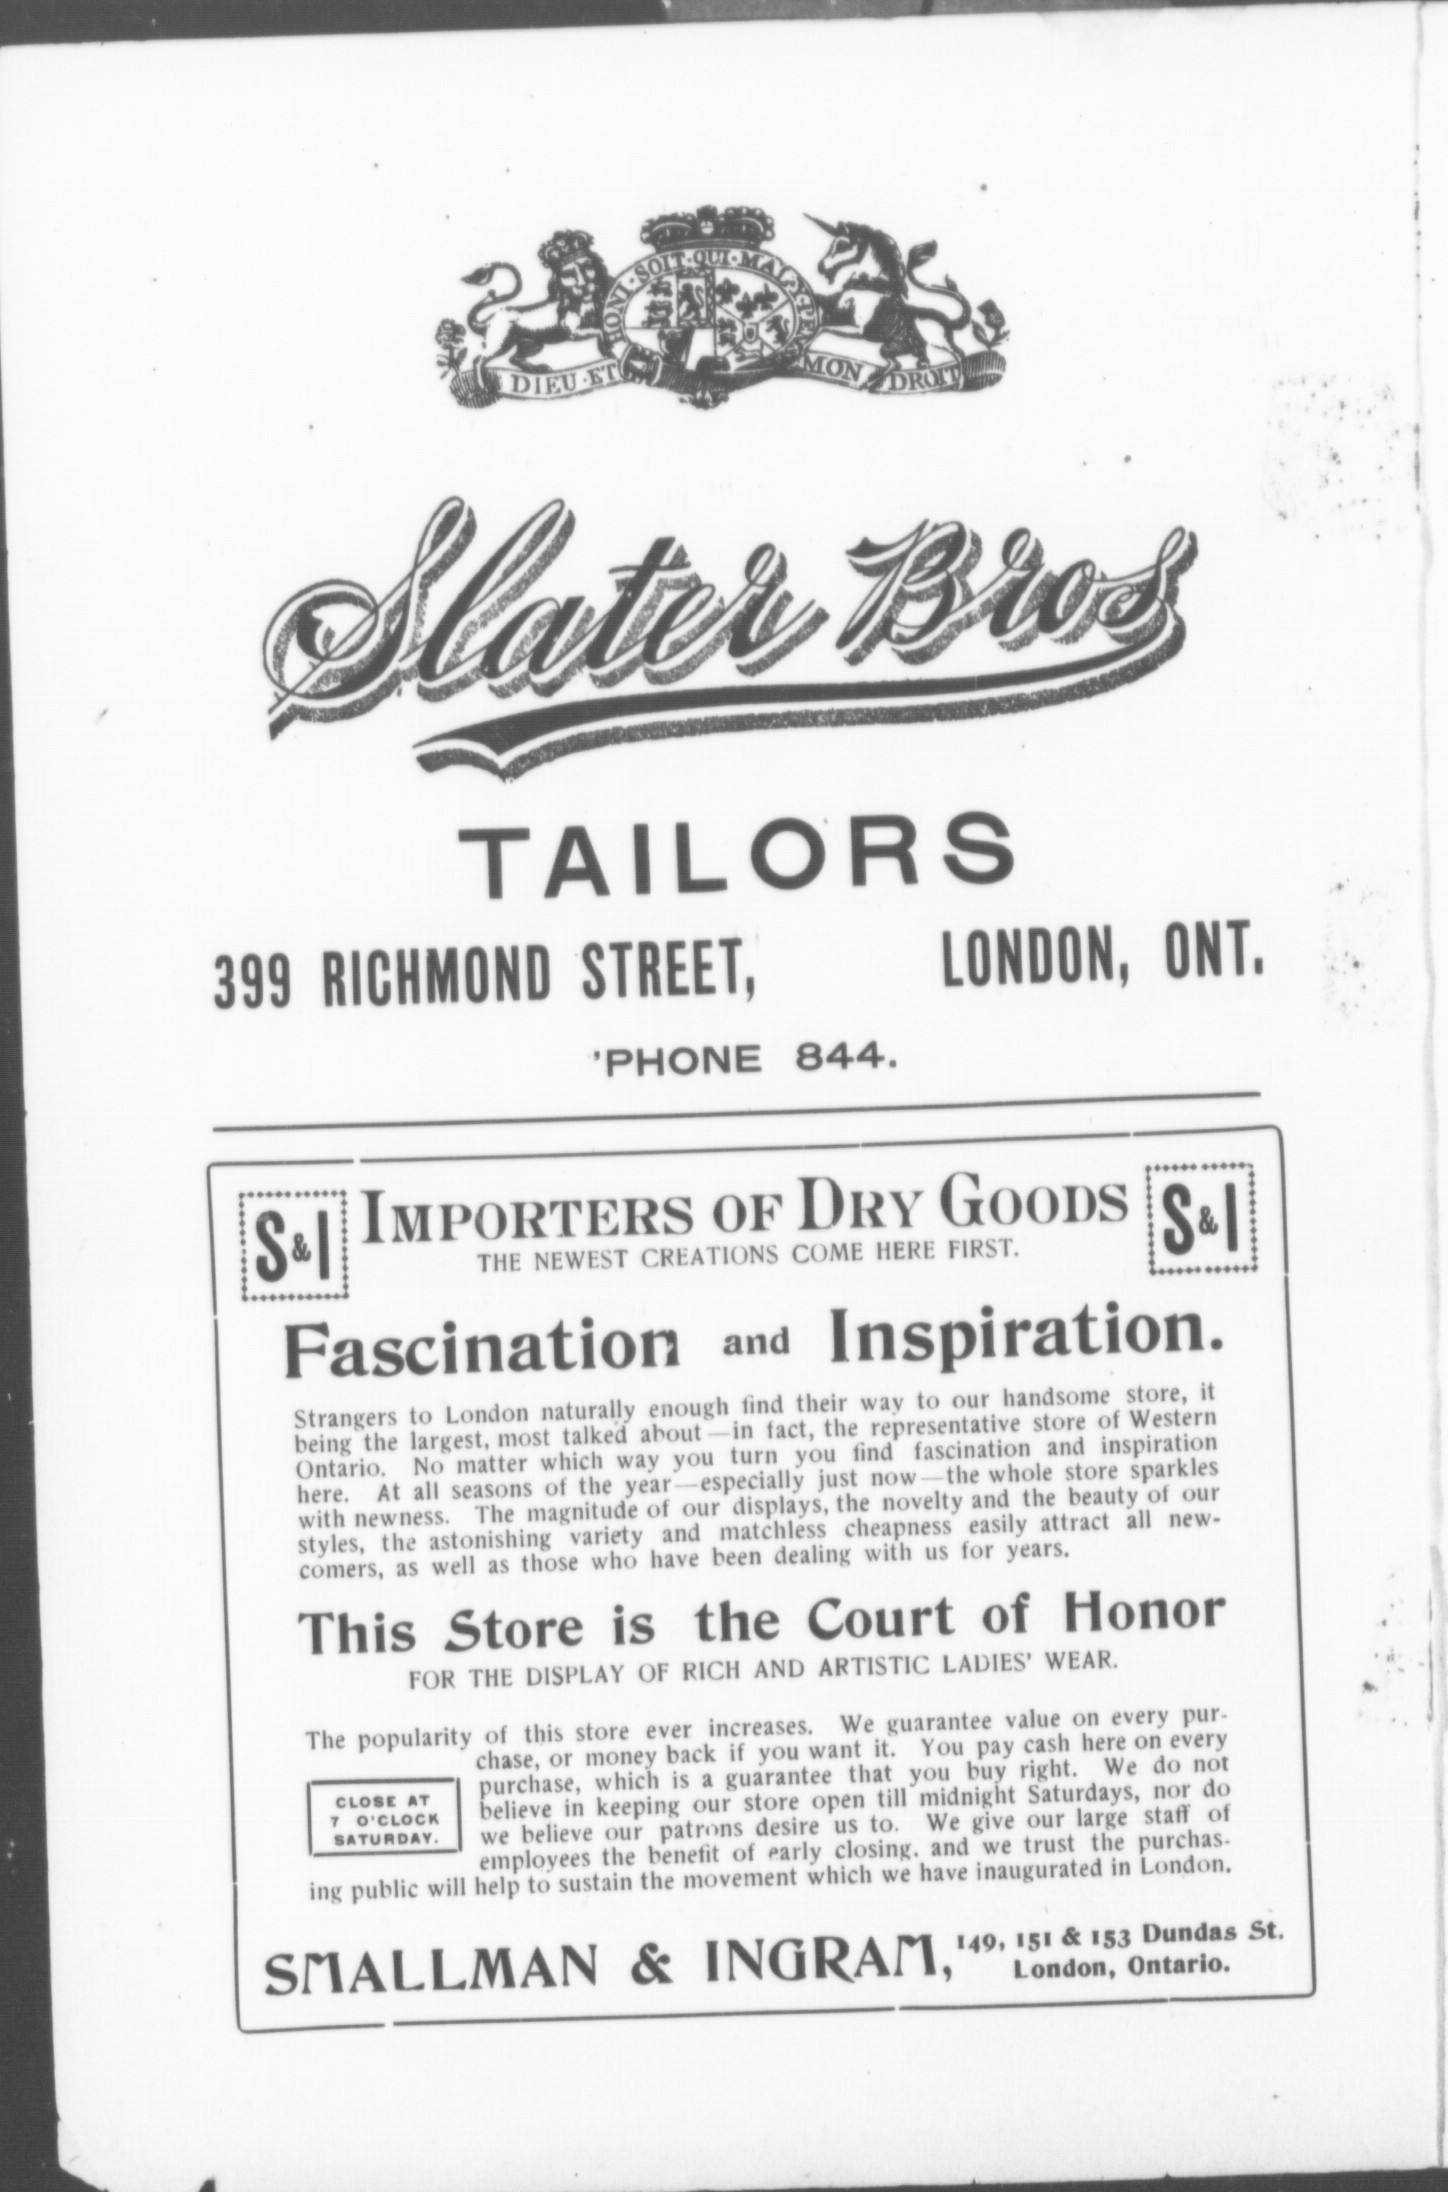 HONI·SOIT·QUI·MAL·Y·PENSE
DIEU·ET MON DROIT
Slater Bros
TAILORS
399 RICHMOND STREET, LONDON, ONT.
'PHONE 844.
S&I IMPORTERS OF DRY GOODS S&I
THE NEWEST CREATIONS COME HERE FIRST.
Fascination and Inspiration.
Strangers to London naturally enough find their way to our handsome store, it
being the largest, most talked about—in fact, the representative store of Western
Ontario. No matter which way you turn you find fascination and inspiration
here. At all seasons of the year—especially just now—the whole store sparkles
with newness. The magnitude of our displays, the novelty and the beauty of our
styles, the astonishing variety and matchless cheapness easily attract all new-
comers, as well as those who have been dealing with us for years.
This Store is the Court of Honor
FOR THE DISPLAY OF RICH AND ARTISTIC LADIES' WEAR.
The popularity of this store ever increases. We guarantee value on every pur-
chase, or money back if you want it. You pay cash here on every
purchase, which is a guarantee that you buy right. We do not
believe in keeping our store open till midnight Saturdays, nor do
we believe our patrons desire us to. We give our large staff of
employees the benefit of early closing. and we trust the purchas-
ing public will help to sustain the movement which we have inaugurated in London.
CLOSE AT
7 O'CLOCK
SATURDAY.
SMALLMAN & INGRAM, 149, 151 & 153 Dundas St.
London, Ontario.